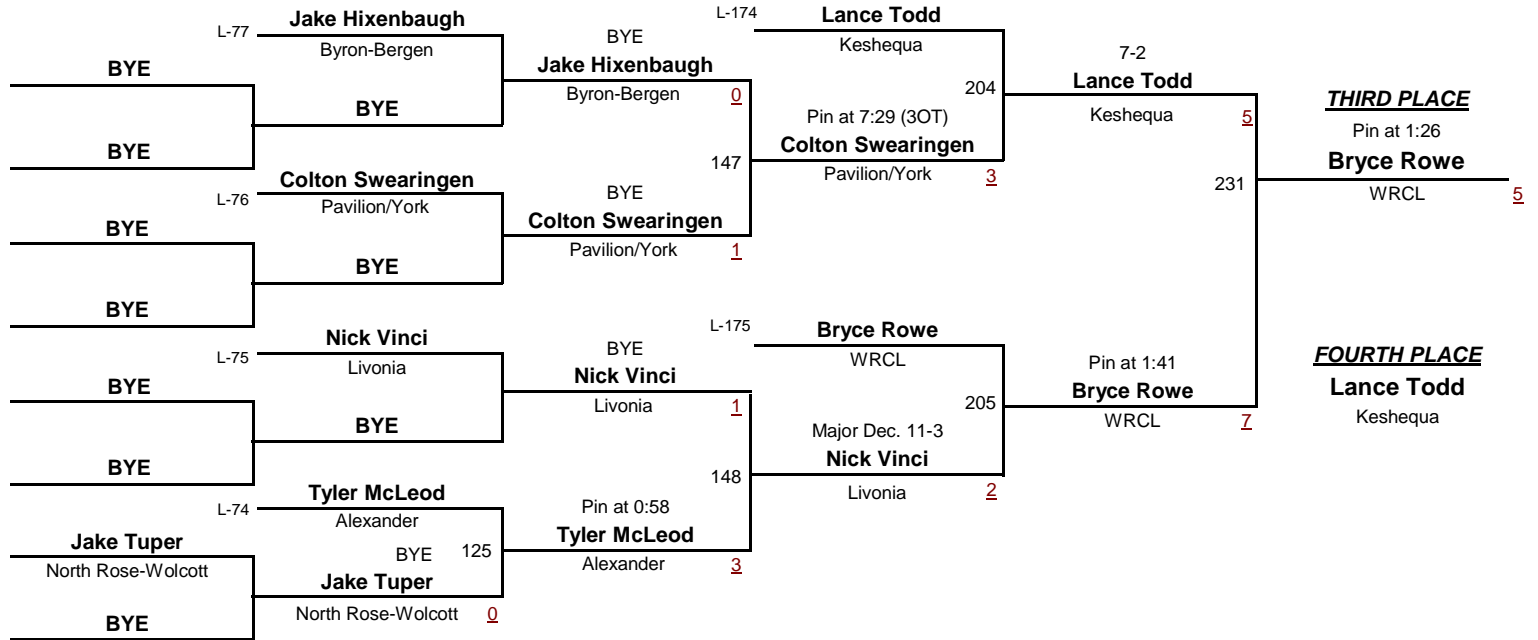 L-77
Jake Hixenbaugh
Byron-Bergen
BYE
BYE
BYE
BYE
Jake Hixenbaugh
Byron-Bergen
0
L-76
Colton Swearingen
Pavilion/York
BYE
BYE
BYE
BYE
Colton Swearingen
Pavilion/York
1
147
L-174
Lance Todd
Keshequa
Pin at 7:29 (3OT)
Colton Swearingen
Pavilion/York
3
204
7-2
Lance Todd
Keshequa
5
L-75
Nick Vinci
Livonia
BYE
BYE
BYE
BYE
Nick Vinci
Livonia
1
L-74
Tyler McLeod
Alexander
Jake Tuper
North Rose-Wolcott
BYE
BYE
Jake Tuper
North Rose-Wolcott
0
125
Pin at 0:58
Tyler McLeod
Alexander
3
148
L-175
Bryce Rowe
WRCL
Major Dec. 11-3
Nick Vinci
Livonia
2
205
Pin at 1:41
Bryce Rowe
WRCL
7
231
THIRD PLACE
Pin at 1:26
Bryce Rowe
WRCL
5
FOURTH PLACE
Lance Todd
Keshequa